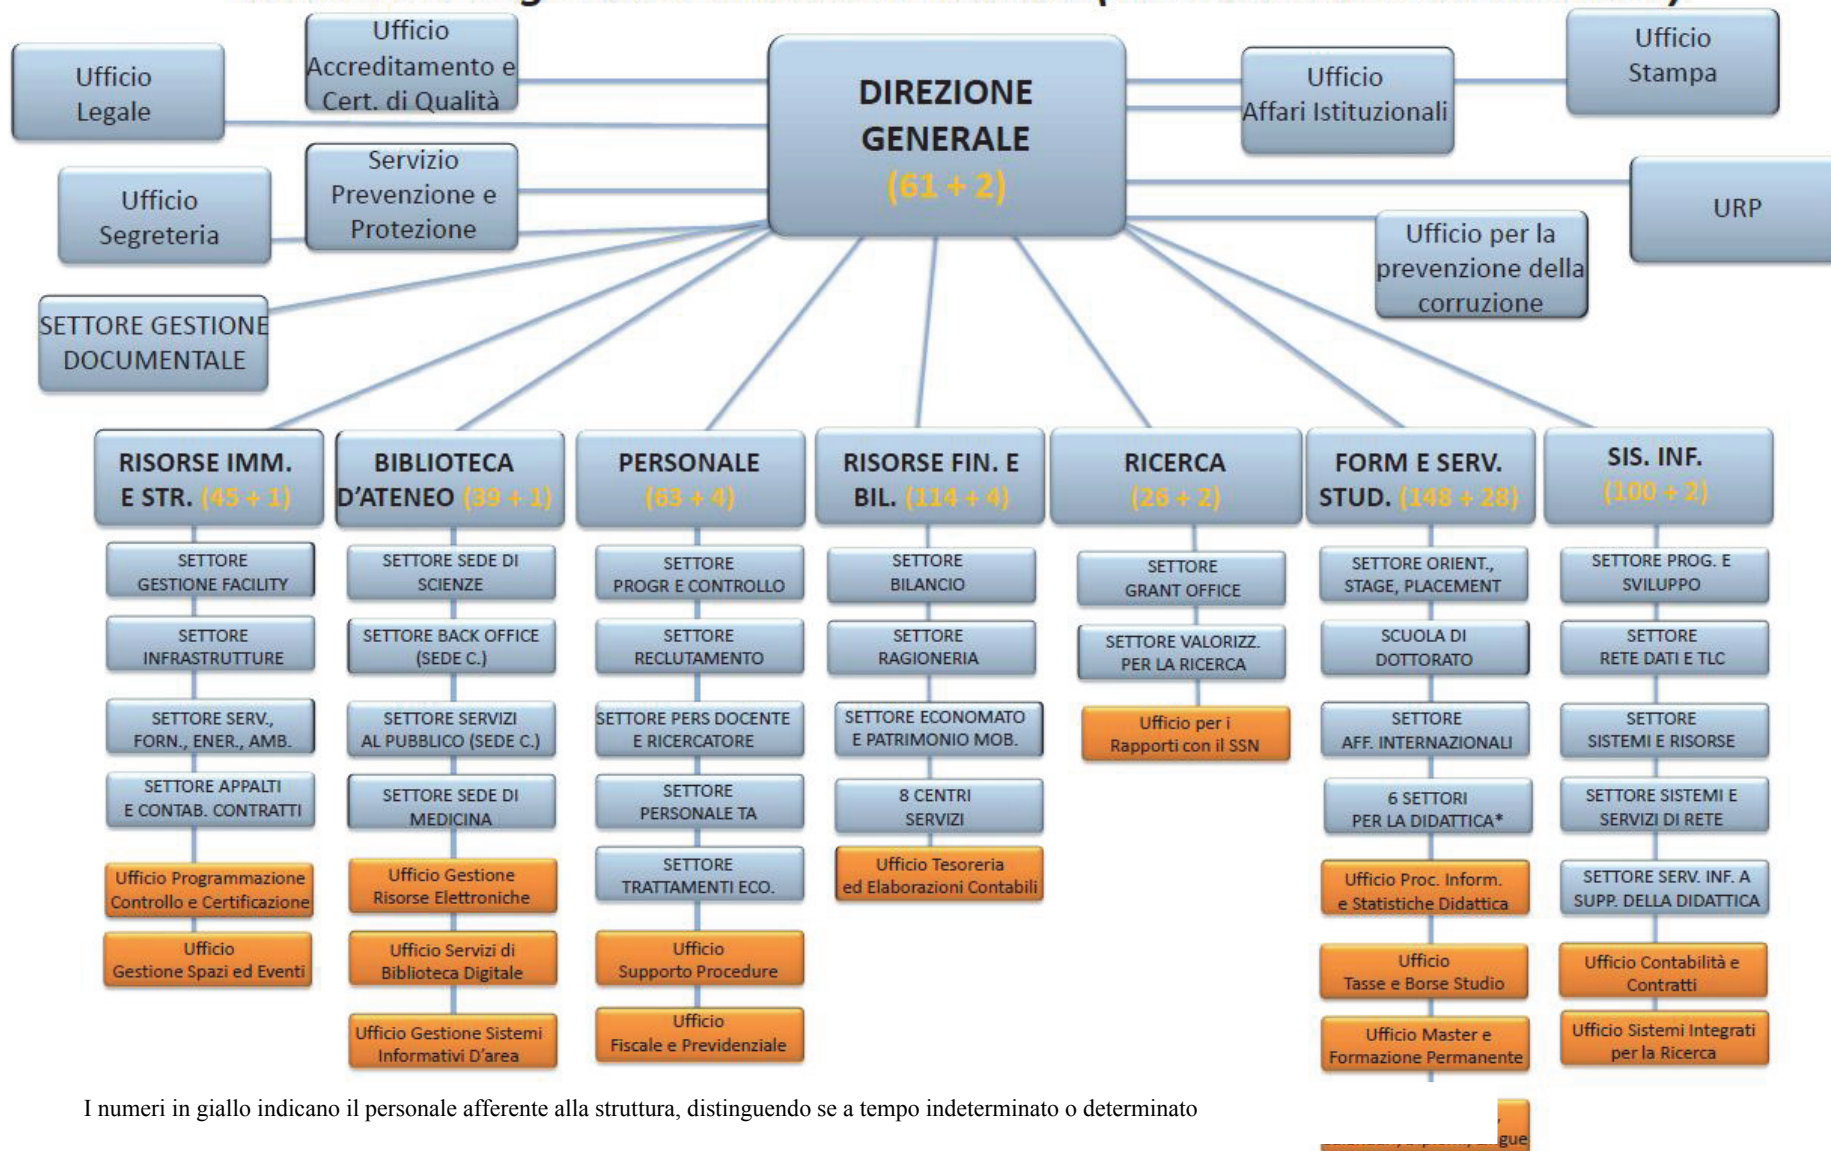 Ufficio
Legale
Ufficio
Accreditamento e
Cert. di Qualità
DIREZIONE
GENERALE
(61 + 2)
Ufficio
Affari Istituzionali
Ufficio
Stampa
Ufficio
Segreteria
Servizio
Prevenzione e
Protezione
URP
Ufficio per la
prevenzione della
corruzione
SETTORE GESTIONE
DOCUMENTALE
RISORSE IMM.
E STR. (45 + 1)
SETTORE
GESTIONE FACILITY
SETTORE
INFRASTRUTTURE
SETTORE SERV.,
FORN., ENER., AMB.
SETTORE APPALTI
E CONTAB. CONTRATTI
Ufficio Programmazione
Controllo e Certificazione
Ufficio
Gestione Spazi ed Eventi
BIBLIOTECA
D'ATENEO (39 + 1)
SETTORE SEDE DI
SCIENZE
SETTORE BACK OFFICE
(SEDE C.)
SETTORE SERVIZI
AL PUBBLICO (SEDE C.)
SETTORE SEDE DI
MEDICINA
Ufficio Gestione
Risorse Elettroniche
Ufficio Servizi di
Biblioteca Digitale
Ufficio Gestione Sistemi
Informativi D'area
PERSONALE
(63 + 4)
SETTORE
PROGR E CONTROLLO
SETTORE
RECLUTAMENTO
SETTORE PERS DOCENTE
E RICERCATORE
SETTORE
PERSONALE TA
SETTORE
TRATTAMENTI ECO.
Ufficio
Supporto Procedure
Ufficio
Fiscale e Previdenziale
RISORSE FIN. E
BIL. (114 + 4)
SETTORE
BILANCIO
SETTORE
RAGIONERIA
SETTORE ECONOMATO
E PATRIMONIO MOB.
8 CENTRI
SERVIZI
Ufficio Tesoreria
ed Elaborazioni Contabili
RICERCA
(26 + 2)
SETTORE
GRANT OFFICE
SETTORE VALORIZZ.
PER LA RICERCA
Ufficio per i
Rapporti con il SSN
FORM E SERV.
STUD. (148 + 28)
SETTORE ORIENT.,
STAGE, PLACEMENT
SCUOLA DI
DOTTORATO
SETTORE
AFF. INTERNAZIONALI
6 SETTORI
PER LA DIDATTICA*
Ufficio Proc. Inform.
e Statistiche Didattica
Ufficio
Tasse e Borse Studio
Ufficio Master e
Formazione Permanente
SIS. INF.
(100 + 2)
SETTORE PROG. E
SVILUPPO
SETTORE
RETE DATI E TLC
SETTORE
SISTEMI E RISORSE
SETTORE SISTEMI E
SERVIZI DI RETE
SETTORE SERV. INF. A
SUPP. DELLA DIDATTICA
Ufficio Contabilità e
Contratti
Ufficio Sistemi Integrati
per la Ricerca
I numeri in giallo indicano il personale afferente alla struttura, distinguendo se a tempo indeterminato o determinato